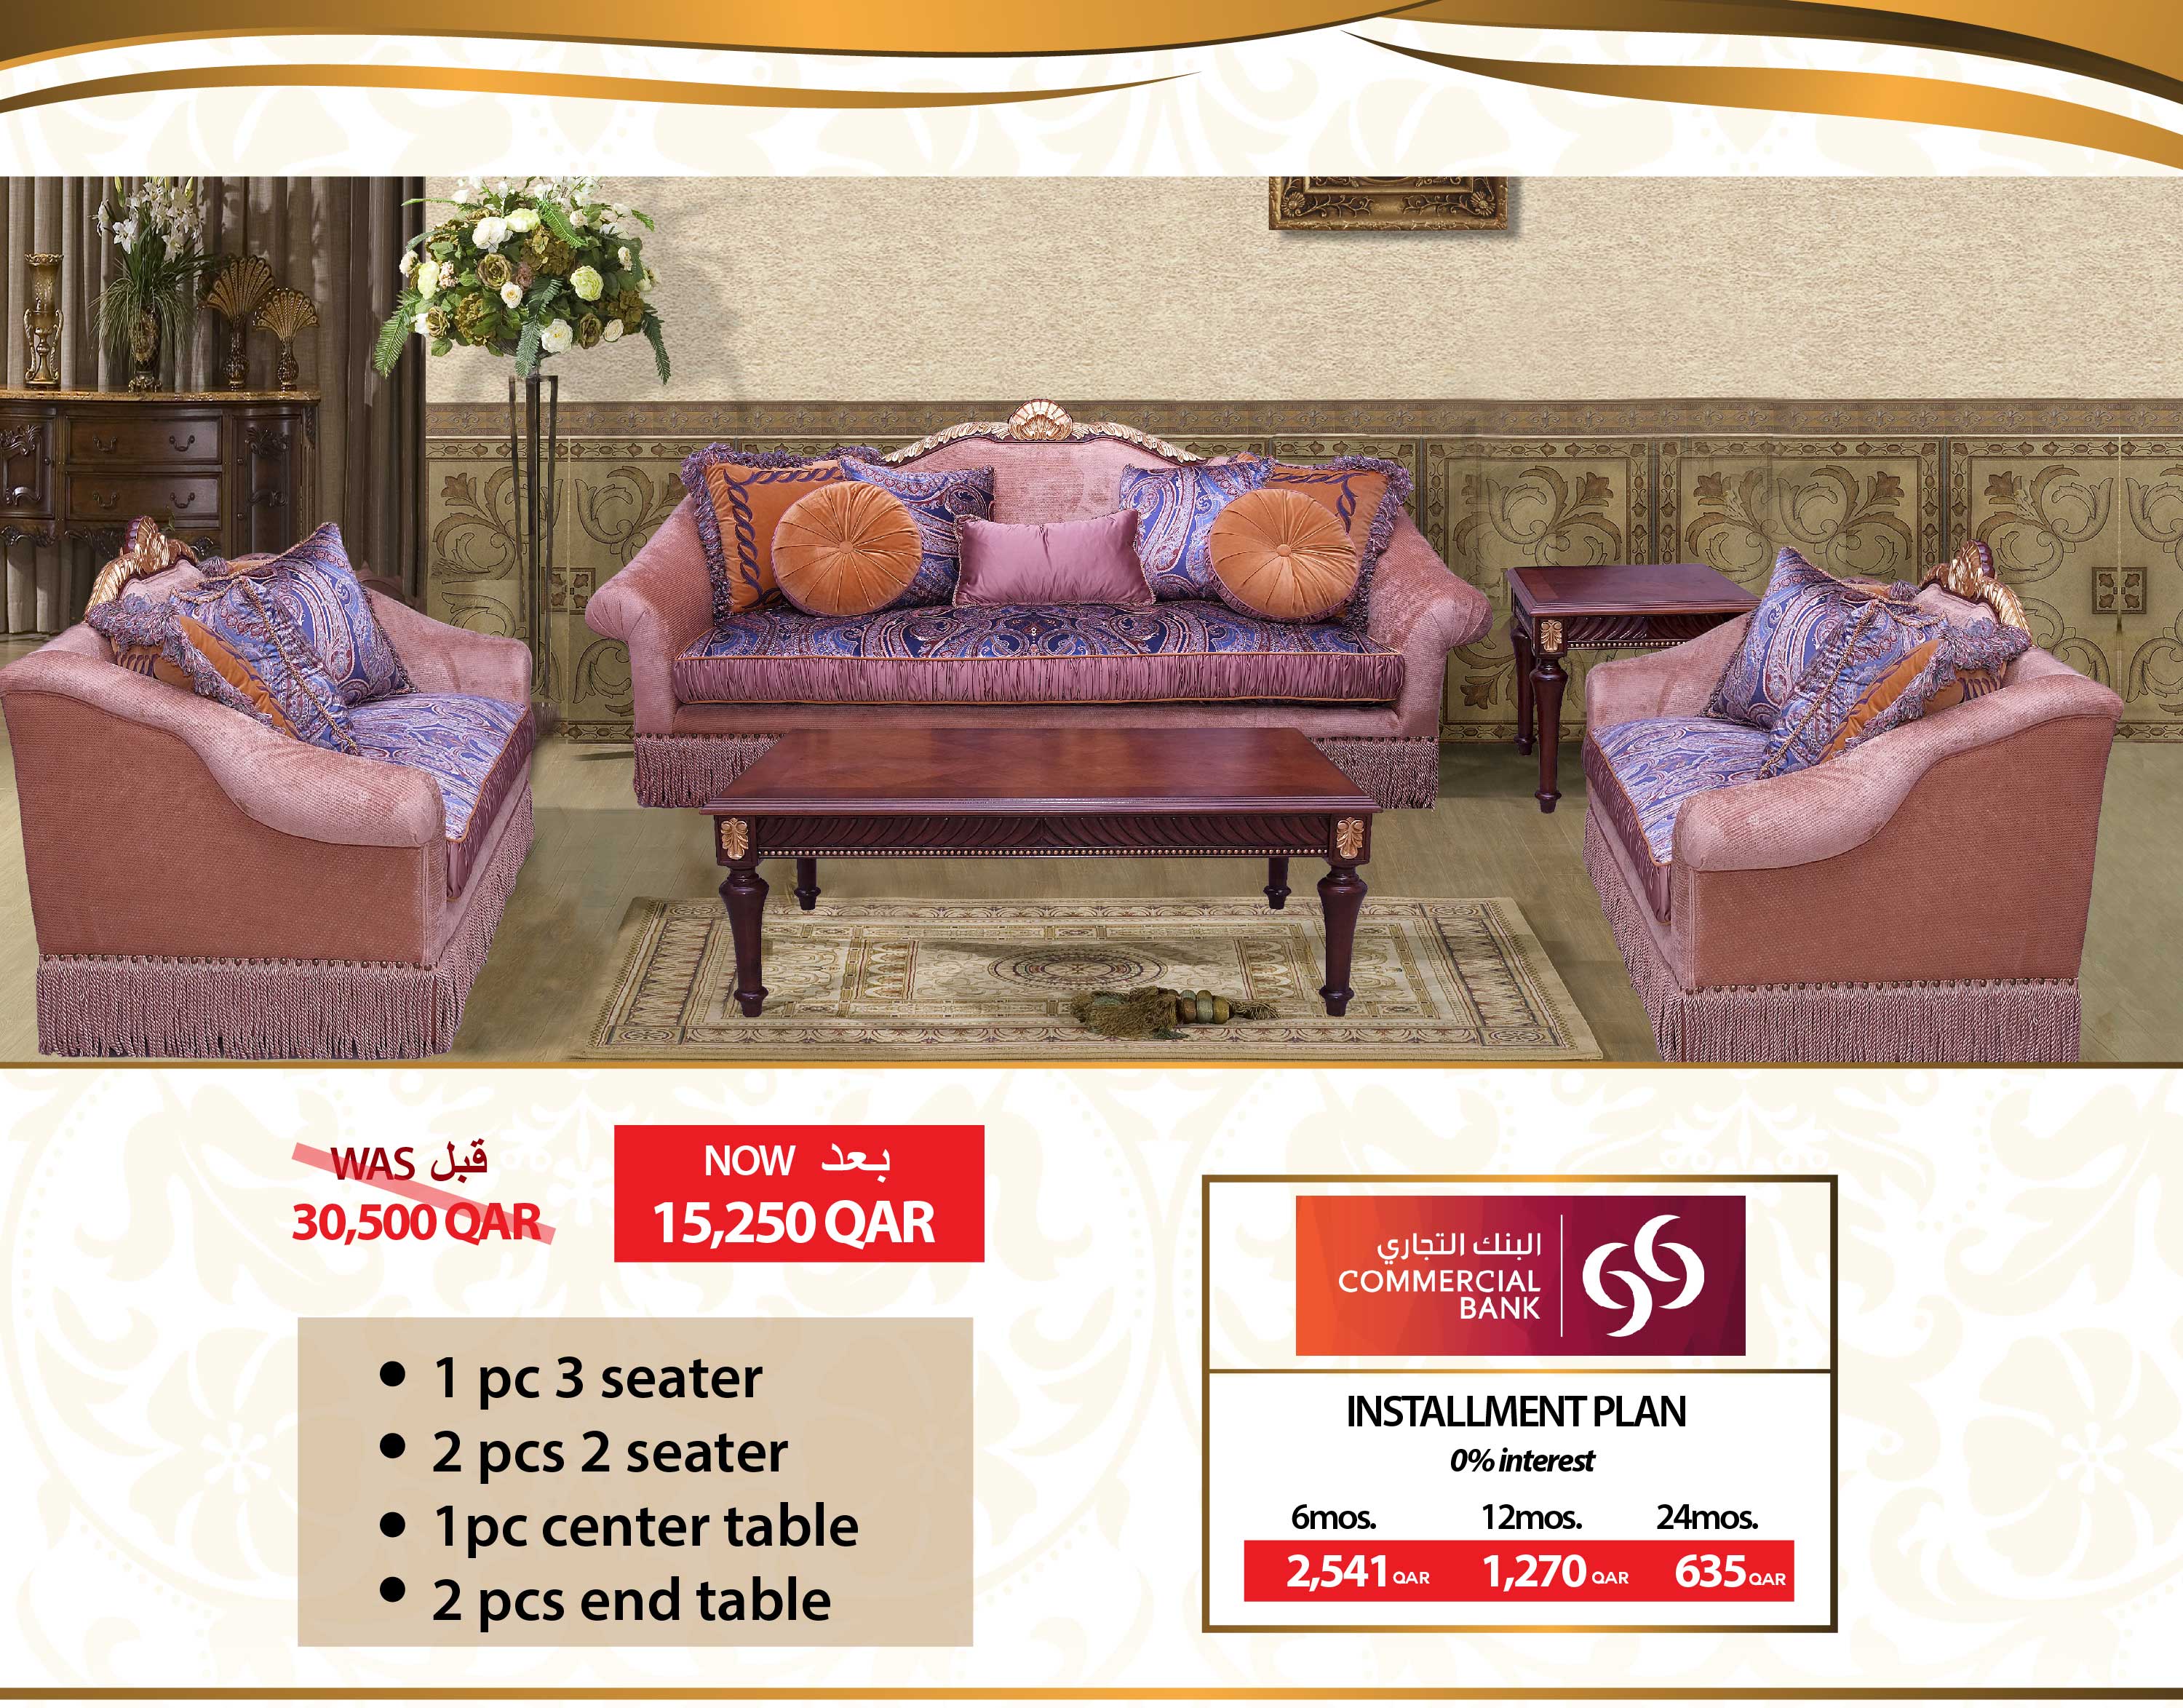 WAS قبل
30,500 QAR
NOW بعد
15,250 QAR
• 1 pc 3 seater
• 2 pcs 2 seater
• 1pc center table
• 2 pcs end table
البنك التجاري
COMMERCIAL
BANK
INSTALLMENT PLAN
0% interest
6mos. 12mos. 24mos.
2,541 QAR 1,270 QAR 635 QAR